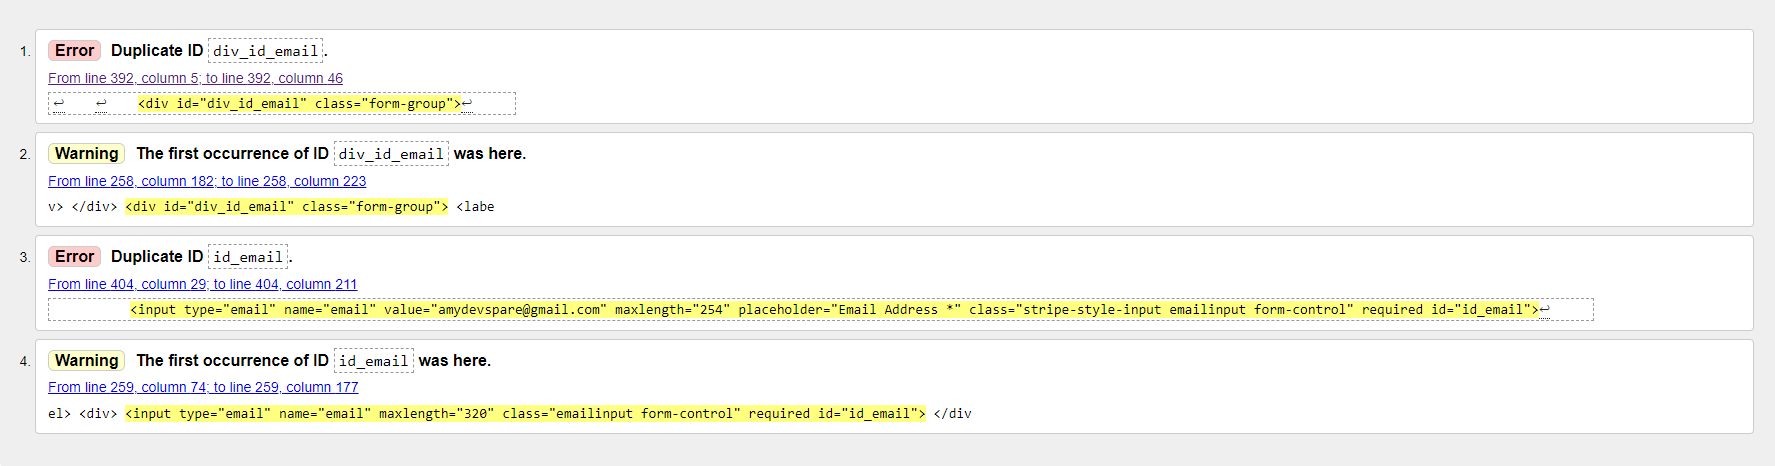 1. Error Duplicate ID div_id_email.
From line 392, column 5; to line 392, column 46
↩ ↩ <div id="div_id_email" class="form-group">↩
2. Warning The first occurrence of ID div_id_email was here.
From line 258, column 182; to line 258, column 223
v> </div> <div id="div_id_email" class="form-group"> <labe
3. Error Duplicate ID id_email.
From line 404, column 29; to line 404, column 211
<input type="email" name="email" value="amydevspare@gmail.com" maxlength="254" placeholder="Email Address *" class="stripe-style-input emailinput form-control" required id="id_email">↩
4. Warning The first occurrence of ID id_email was here.
From line 259, column 74; to line 259, column 177
el> <div> <input type="email" name="email" maxlength="320" class="emailinput form-control" required id="id_email"> </div